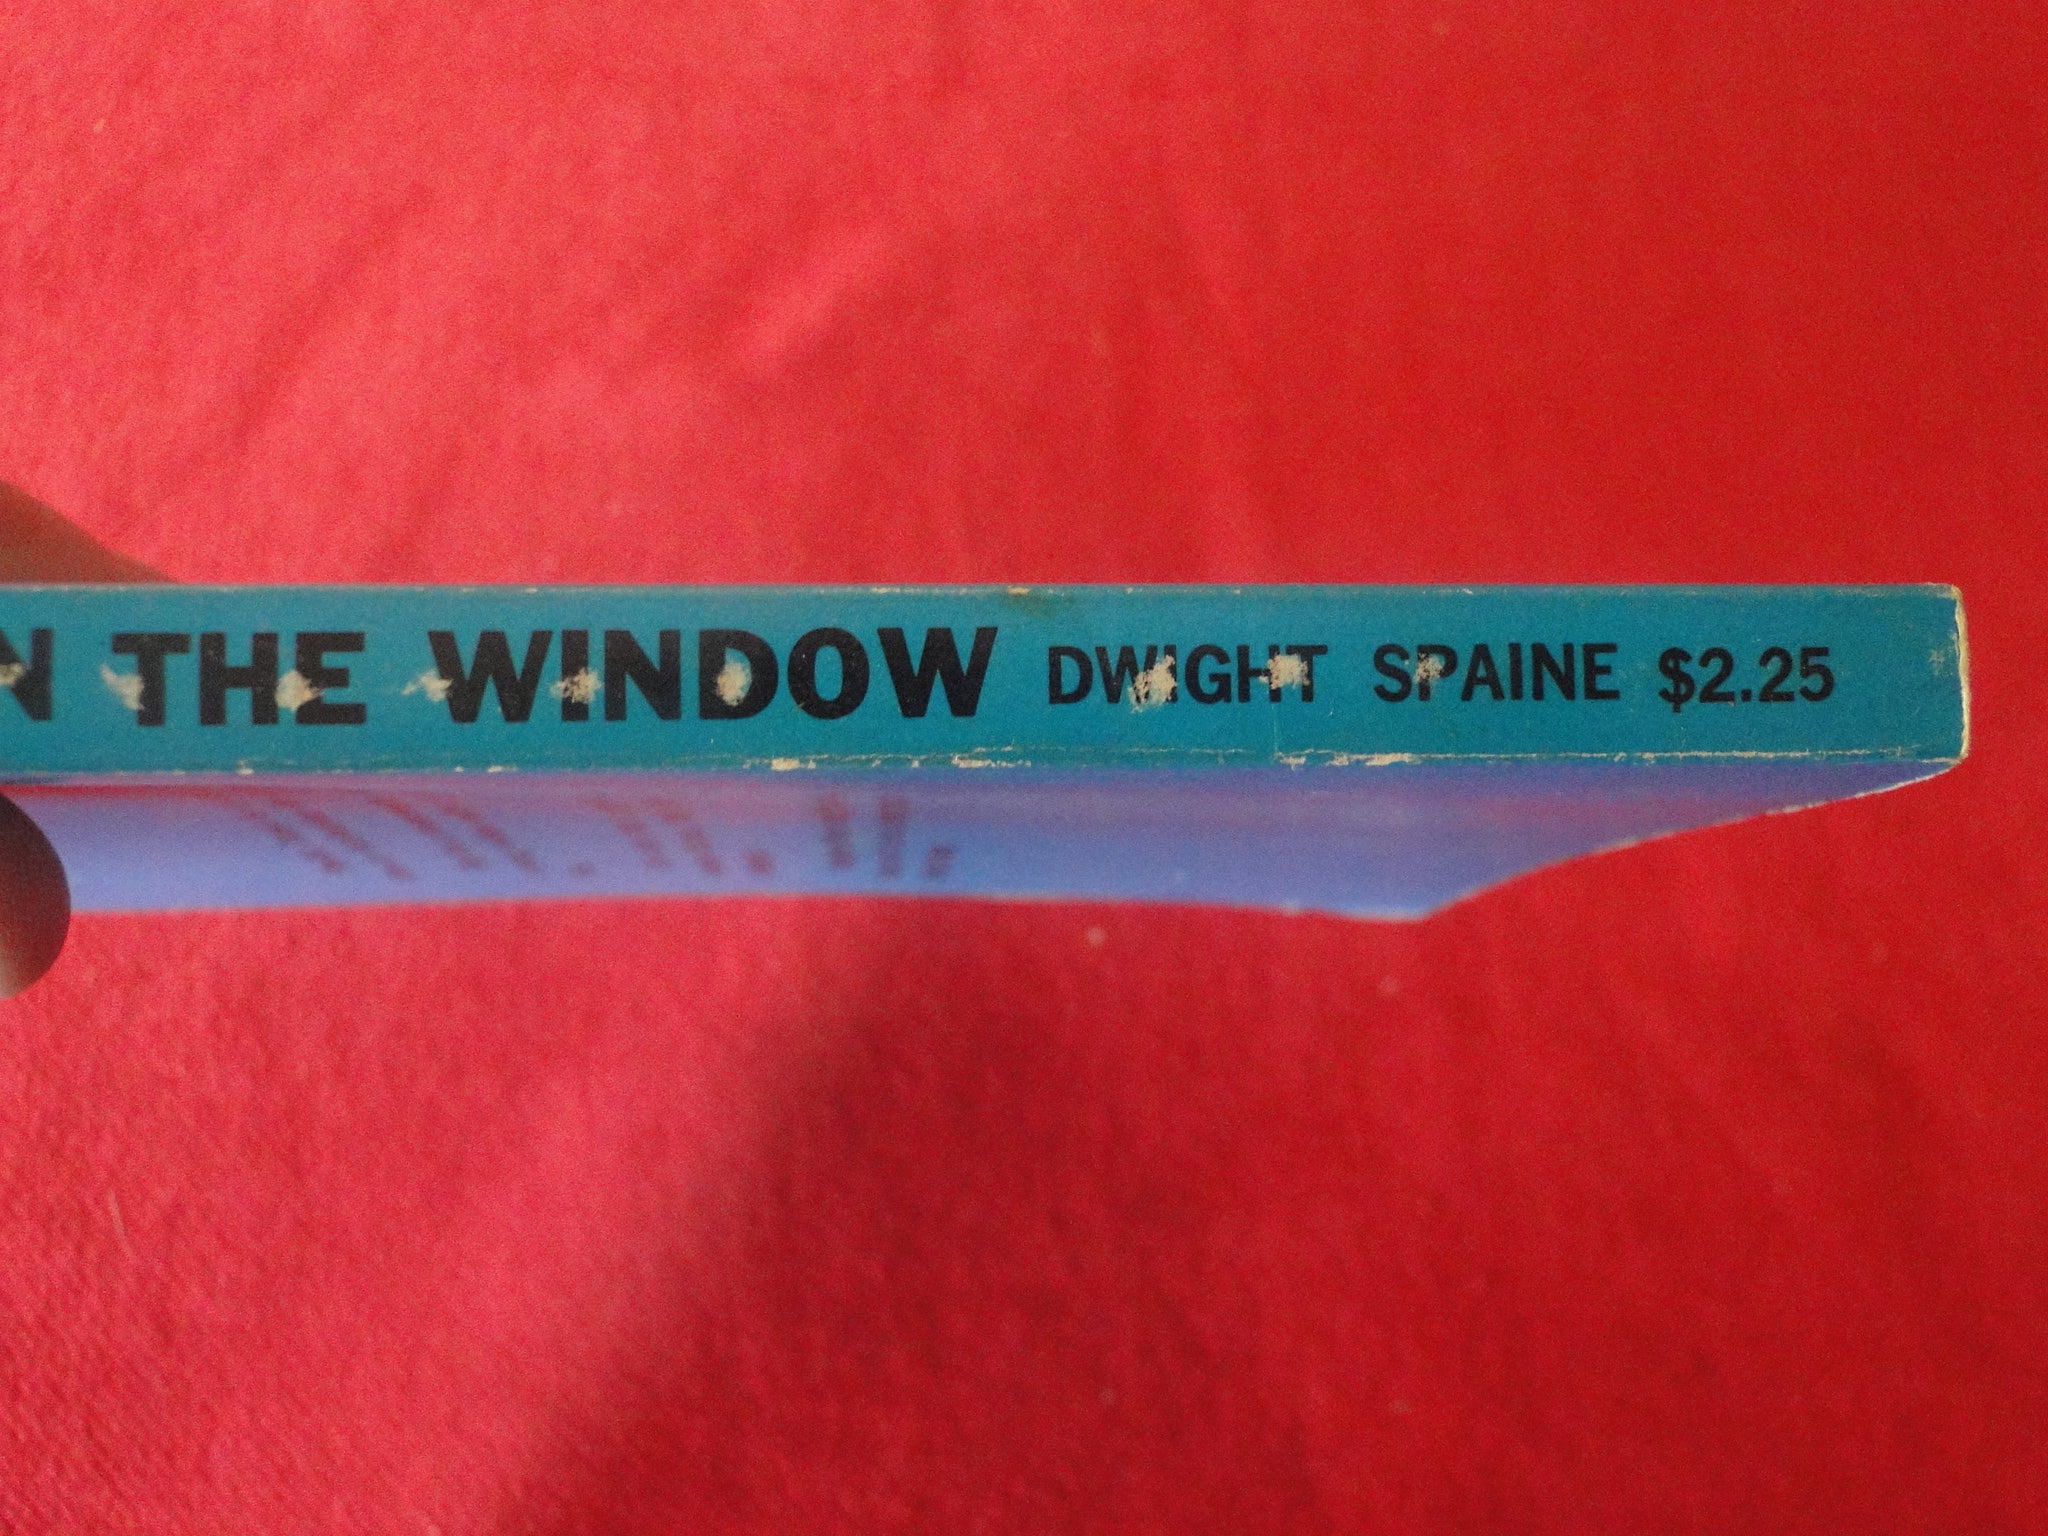 N THE WINDOW DWIGHT SPAINE $2.25